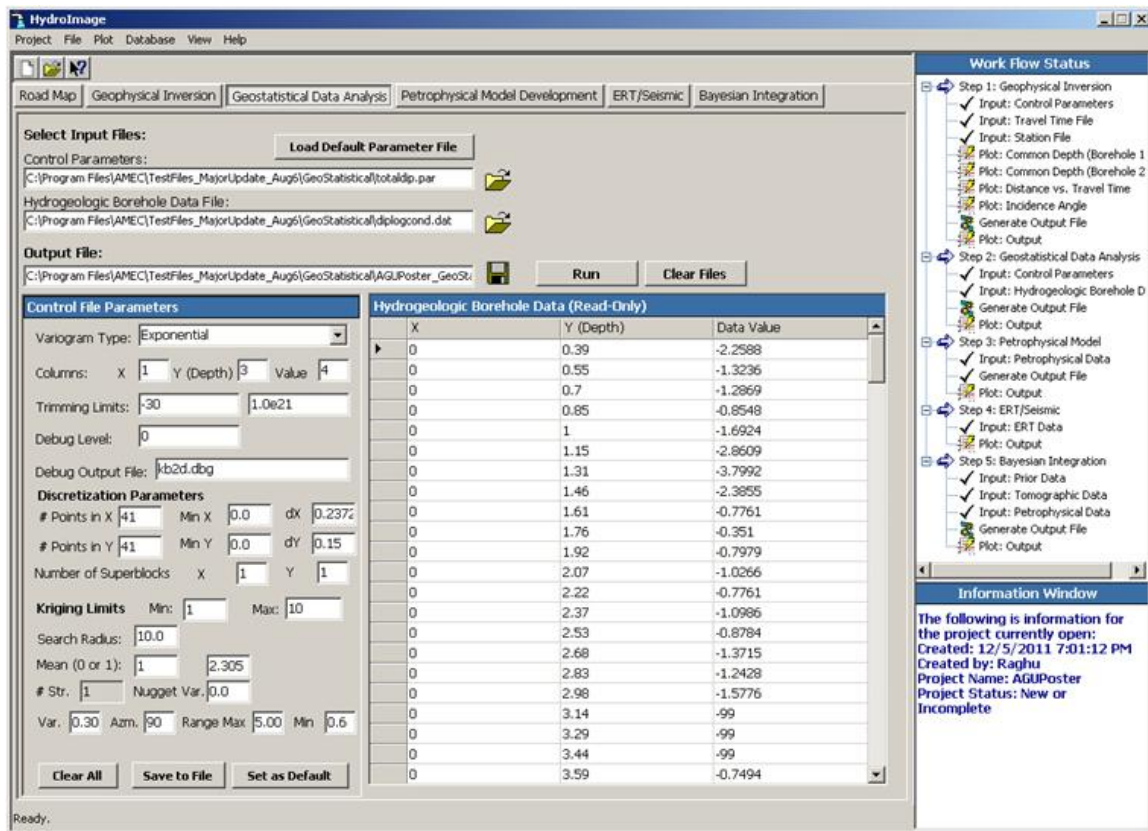 HydroImage
Project File Plot Database View Help
Road Map Geophysical Inversion Geostatistical Data Analysis Petrophysical Model Development ERT/Seismic Bayesian Integration
Select Input Files:
Load Default Parameter File
Control Parameters:
C:\Program Files\AMEC\TestFiles_MajorUpdate_Aug6\GeoStatistical\totaldip.par
Hydrogeologic Borehole Data File:
C:\Program Files\AMEC\TestFiles_MajorUpdate_Aug6\GeoStatistical\diplogcond.dat
Output File:
C:\Program Files\AMEC\TestFiles_MajorUpdate_Aug6\GeoStatistical\AGUPoster_GeoSta
Run Clear Files
Control File Parameters
Variogram Type: Exponential
Columns: X 1 Y (Depth) 3 Value 4
Trimming Limits: -30 1.0e21
Debug Level: 0
Debug Output File: kb2d.dbg
Discretization Parameters
# Points in X 41 Min X 0.0 dX 0.2372
# Points in Y 41 Min Y 0.0 dY 0.15
Number of Superblocks X 1 Y 1
Kriging Limits Min: 1 Max: 10
Search Radius: 10.0
Mean (0 or 1): 1 2.305
# Str. 1 Nugget Var. 0.0
Var. 0.30 Azm. 90 Range Max 5.00 Min 0.6
Clear All Save to File Set as Default
Hydrogeologic Borehole Data (Read-Only)
X Y (Depth) Data Value
0 0.39 -2.2588
0 0.55 -1.3236
0 0.7 -1.2869
0 0.85 -0.8548
0 1 -1.6924
0 1.15 -2.8609
0 1.31 -3.7992
0 1.46 -2.3855
0 1.61 -0.7761
0 1.76 -0.351
0 1.92 -0.7979
0 2.07 -1.0266
0 2.22 -0.7761
0 2.37 -1.0986
0 2.53 -0.8784
0 2.68 -1.3715
0 2.83 -1.2428
0 2.98 -1.5776
0 3.14 -99
0 3.29 -99
0 3.44 -99
0 3.59 -0.7494
Ready.
Work Flow Status
Step 1: Geophysical Inversion
Input: Control Parameters
Input: Travel Time File
Input: Station File
Plot: Common Depth (Borehole 1
Plot: Common Depth (Borehole 2
Plot: Distance vs. Travel Time
Plot: Incidence Angle
Generate Output File
Plot: Output
Step 2: Geostatistical Data Analysis
Input: Control Parameters
Input: Hydrogeologic Borehole D
Generate Output File
Plot: Output
Step 3: Petrophysical Model
Input: Petrophysical Data
Generate Output File
Plot: Output
Step 4: ERT/Seismic
Input: ERT Data
Plot: Output
Step 5: Bayesian Integration
Input: Prior Data
Input: Tomographic Data
Input: Petrophysical Data
Generate Output File
Plot: Output
Information Window
The following is information for
the project currently open:
Created: 12/5/2011 7:01:12 PM
Created by: Raghu
Project Name: AGUPoster
Project Status: New or
Incomplete